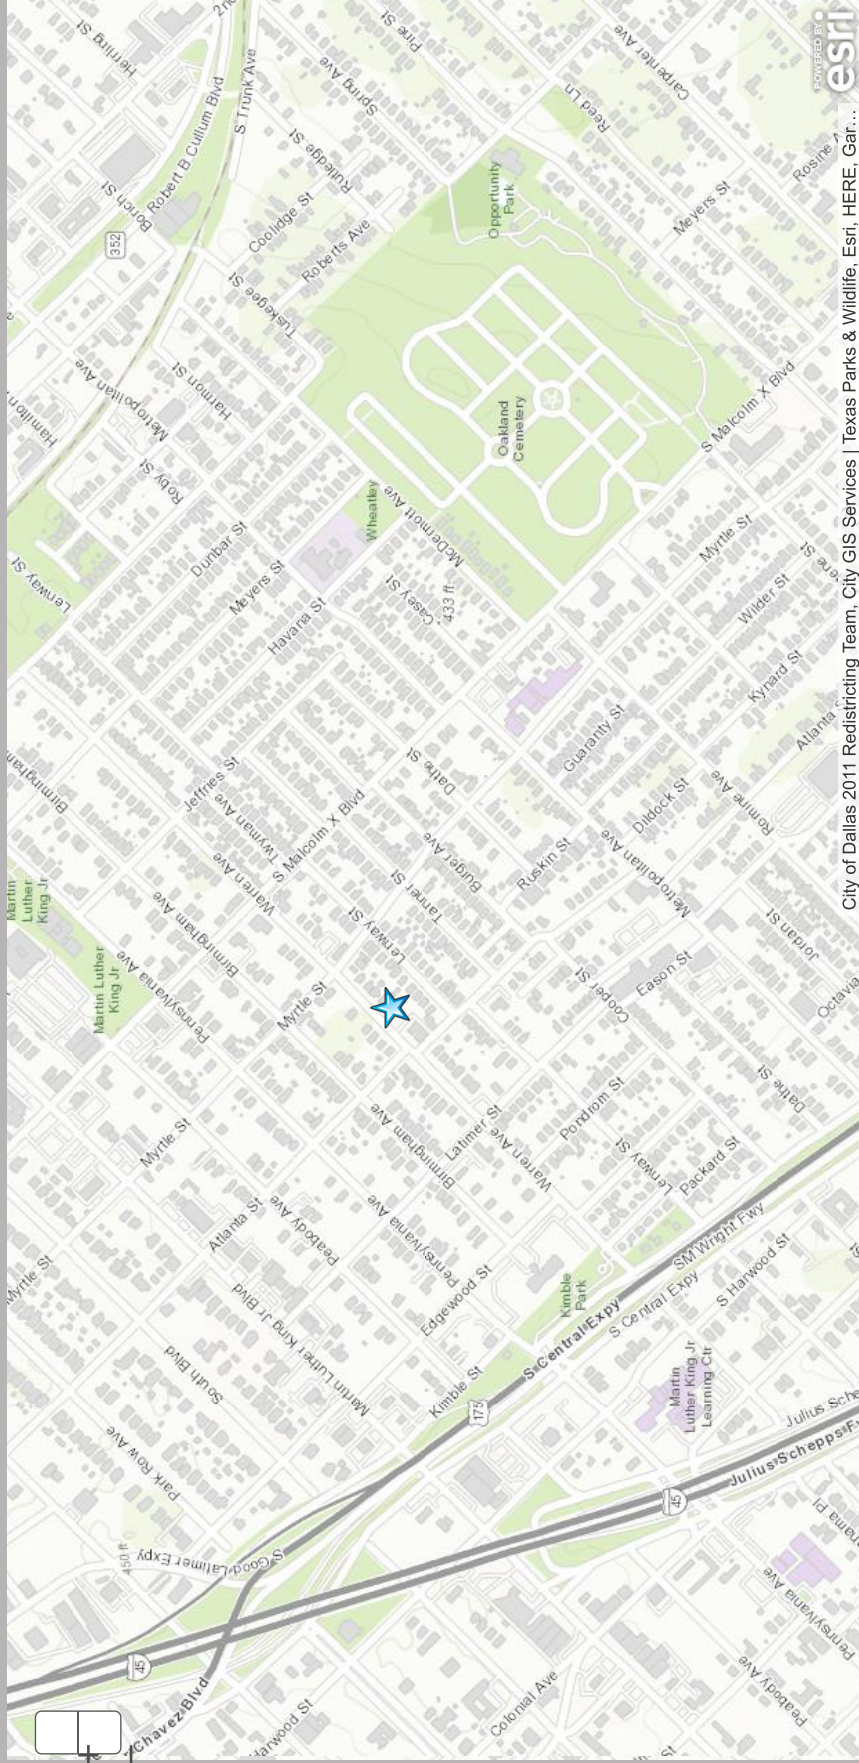 Herrling St
Pine St
Spring Ave
Carpenter Ave
POWERED BY
esri
Robert B Cullum Blvd
S Trunk Ave
Reed Ln
Borich St
Rutledge St
352
Coolidge St
Roberts Ave
Opportunity
Park
Meyers St
Tuskegee St
Metropolitan Ave
Harmon St
Oakland
Cemetery
S Malcolm X Blvd
Roby St
Wheatley
McDermott Ave
Lenway St
Dunbar St
Meyers St
Casey St
433 ft
Havana St
Myrtle St
Wilder St
Kynard St
Guaranty St
Birmingham
Jeffries St
Dathe St
Twyman Ave
S Malcolm X Blvd
Dildock St
Romine Ave
Warren Ave
Burger Ave
Ruskin St
Metropolitan Ave
Tanner St
Martin
Luther
King Jr
Birmingham Ave
Lenway St
Jordan St
Martin Luther
King Jr
Pennsylvania Ave
Myrtle St
Cooper St
Eason St
Octavia
Myrtle St
Birmingham Ave
Latimer St
Pondrom St
Dathe St
Warren Ave
Lenway St
Packard St
Atlanta St
Peabody Ave
Pennsylvania Ave
Myrtle St
Edgewood St
Kimble
Park
SM Wright Fwy
S Central Expy
S Harwood St
Martin Luther King Jr Blvd
South Blvd
Kimble St
S Central Expy
175
Martin
Luther King Jr
Learning Ctr
Park Row Ave
Julius Sche
Julius Schepps F
45
450 ft
S Good Latimer Expy
Pennsylvania Ave
45
Chavez Blvd
Harwood St
Colonial Ave
Peabody Ave
City of Dallas 2011 Redistricting Team, City GIS Services | Texas Parks & Wildlife, Esri, HERE, Gar...